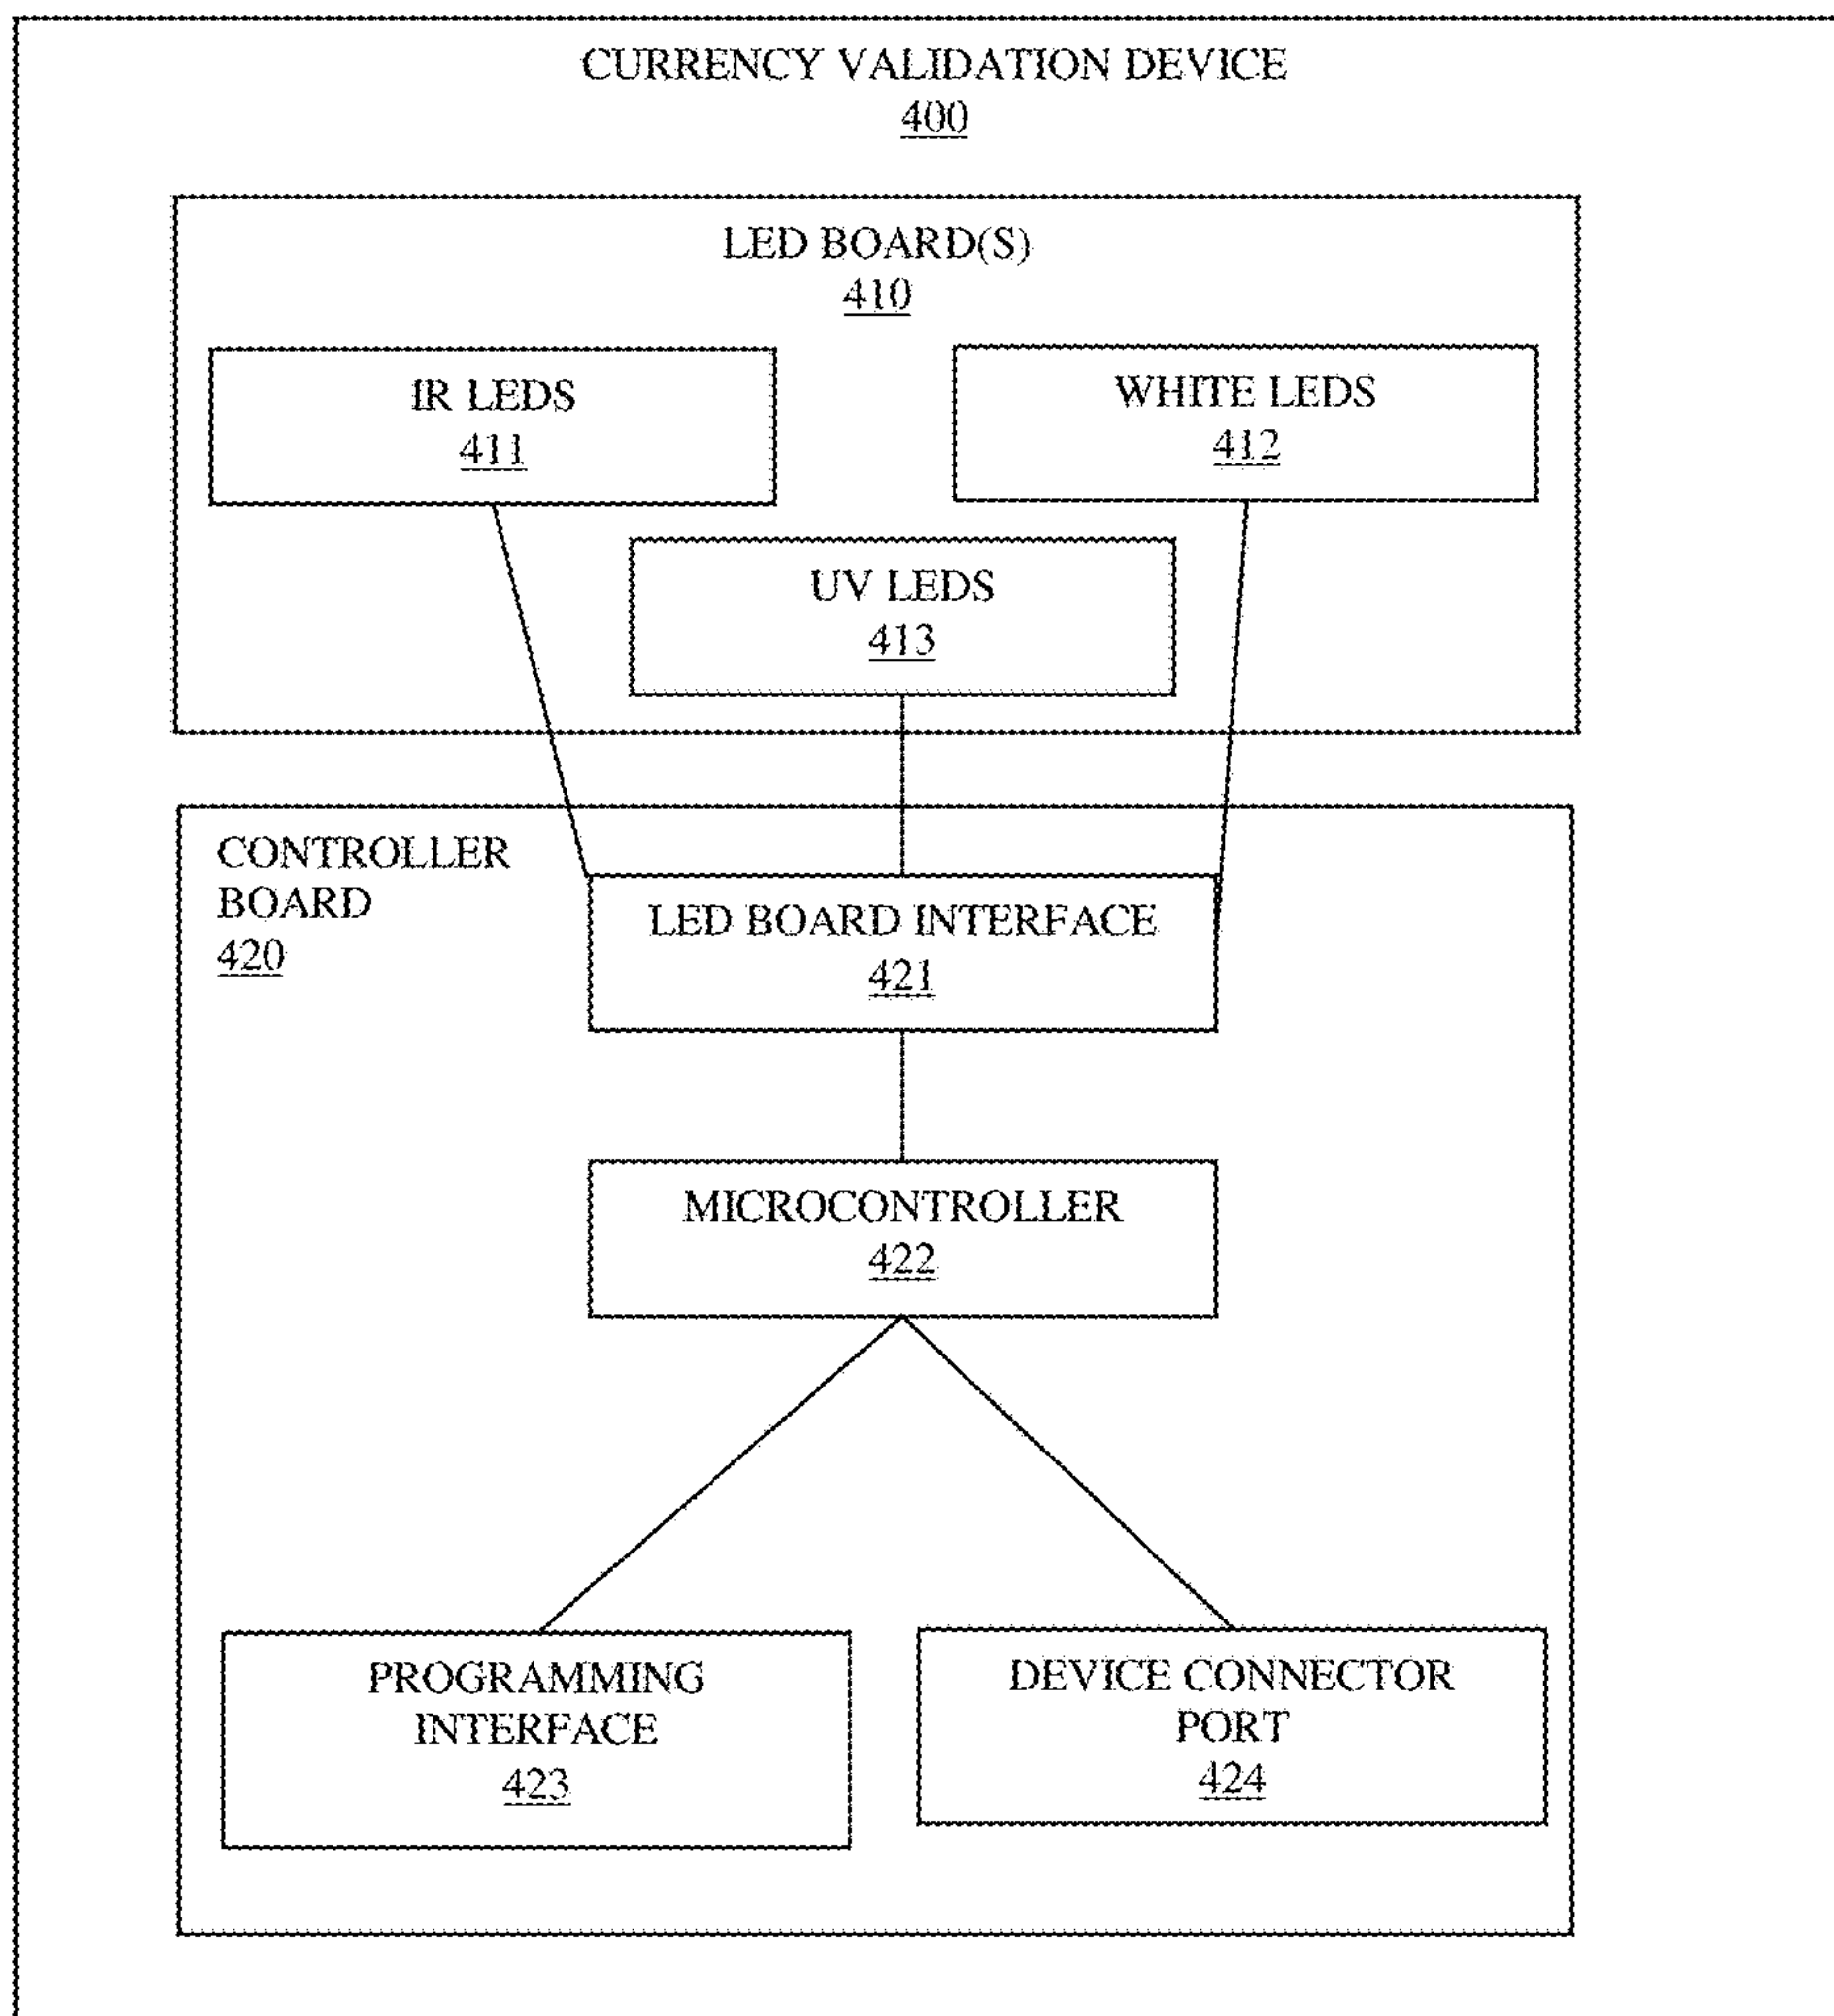 CURRENCY VALIDATION DEVICE
400
LED BOARD(S)
410
IR LEDS
411
WHITE LEDS
412
UV LEDS
413
CONTROLLER
BOARD
420
LED BOARD INTERFACE
421
MICROCONTROLLER
422
PROGRAMMING
INTERFACE
423
DEVICE CONNECTOR
PORT
424